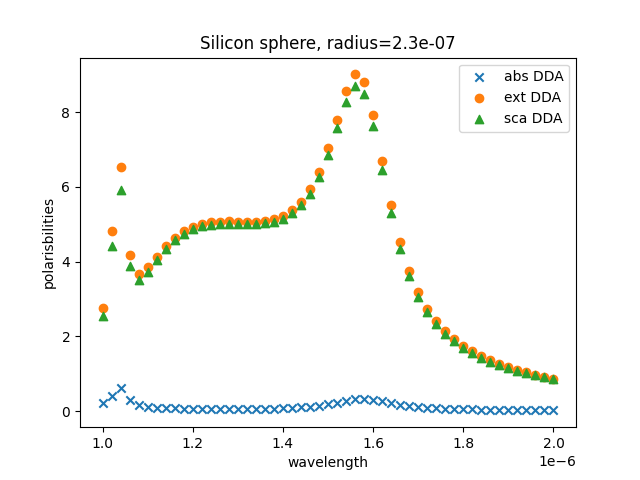 Silicon sphere, radius=2.3e-07
abs DDA
ext DDA
sca DDA
8
6
4
2
0
polarisbilities
1.0 1.2 1.4 1.6 1.8 2.0
wavelength
1e−6